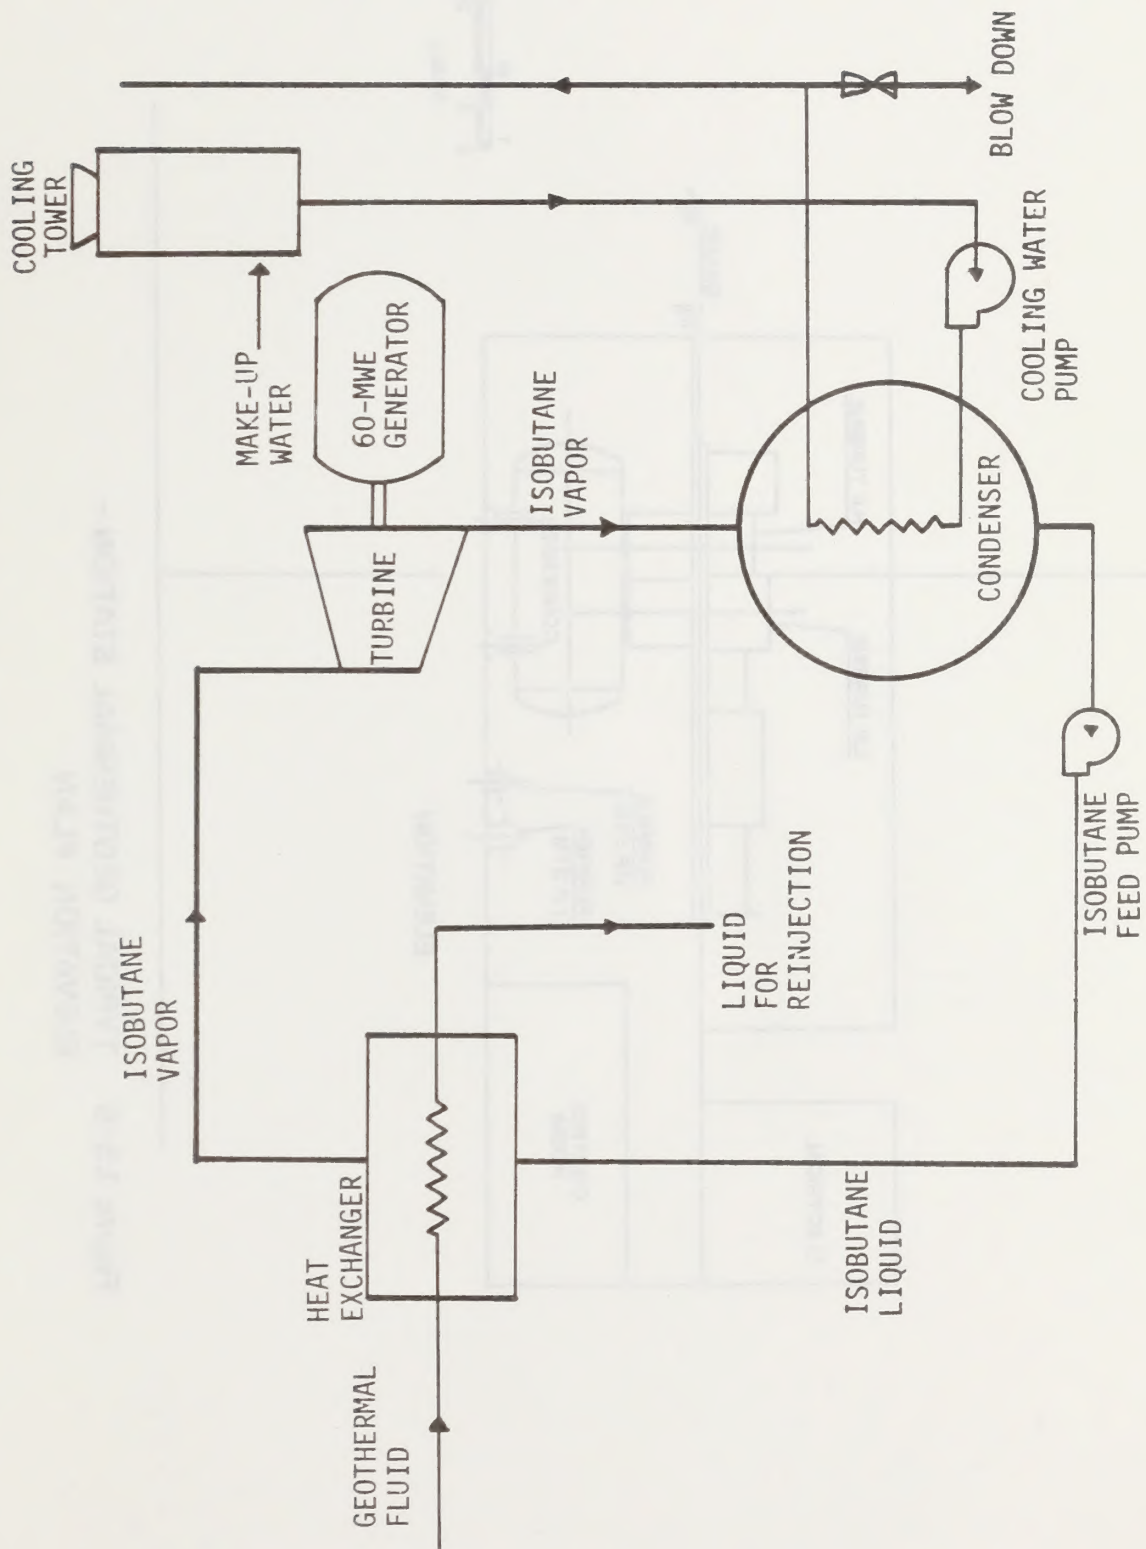 COOLING
TOWER
MAKE-UP
WATER
60-MWE
GENERATOR
ISOBUTANE
VAPOR
TURBINE
ISOBUTANE
VAPOR
HEAT
EXCHANGER
GEOTHERMAL
FLUID
LIQUID
FOR
REINJECTION
ISOBUTANE
LIQUID
ISOBUTANE
FEED PUMP
CONDENSER
COOLING WATER
PUMP
BLOW DOWN